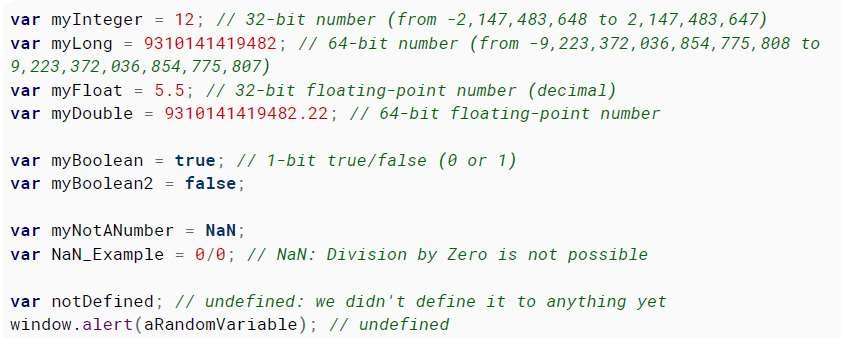 var myInteger = 12; // 32-bit number (from -2,147,483,648 to 2,147,483,647)
var myLong = 9310141419482; // 64-bit number (from -9,223,372,036,854,775,808 to
9,223,372,036,854,775,807)
var myFloat = 5.5; // 32-bit floating-point number (decimal)
var myDouble = 9310141419482.22; // 64-bit floating-point number
var myBoolean = true; // 1-bit true/false (0 or 1)
var myBoolean2 = false;
var myNotANumber = NaN;
var NaN_Example = 0/0; // NaN: Division by Zero is not possible
var notDefined; // undefined: we didn't define it to anything yet
window.alert(aRandomVariable); // undefined